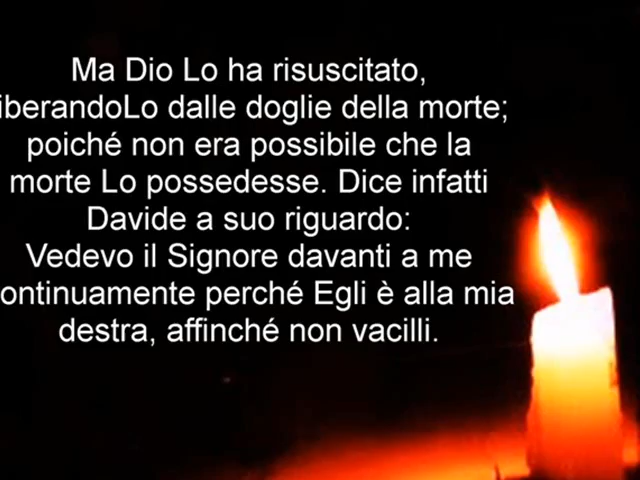 Ma Dio Lo ha risuscitato,
iberandoLo dalle doglie della morte;
poiché non era possibile che la
morte Lo possedesse. Dice infatti
Davide a suo riguardo:
Vedevo il Signore davanti a me
ontinuamente perché Egli è alla mia
destra, affinché non vacilli.